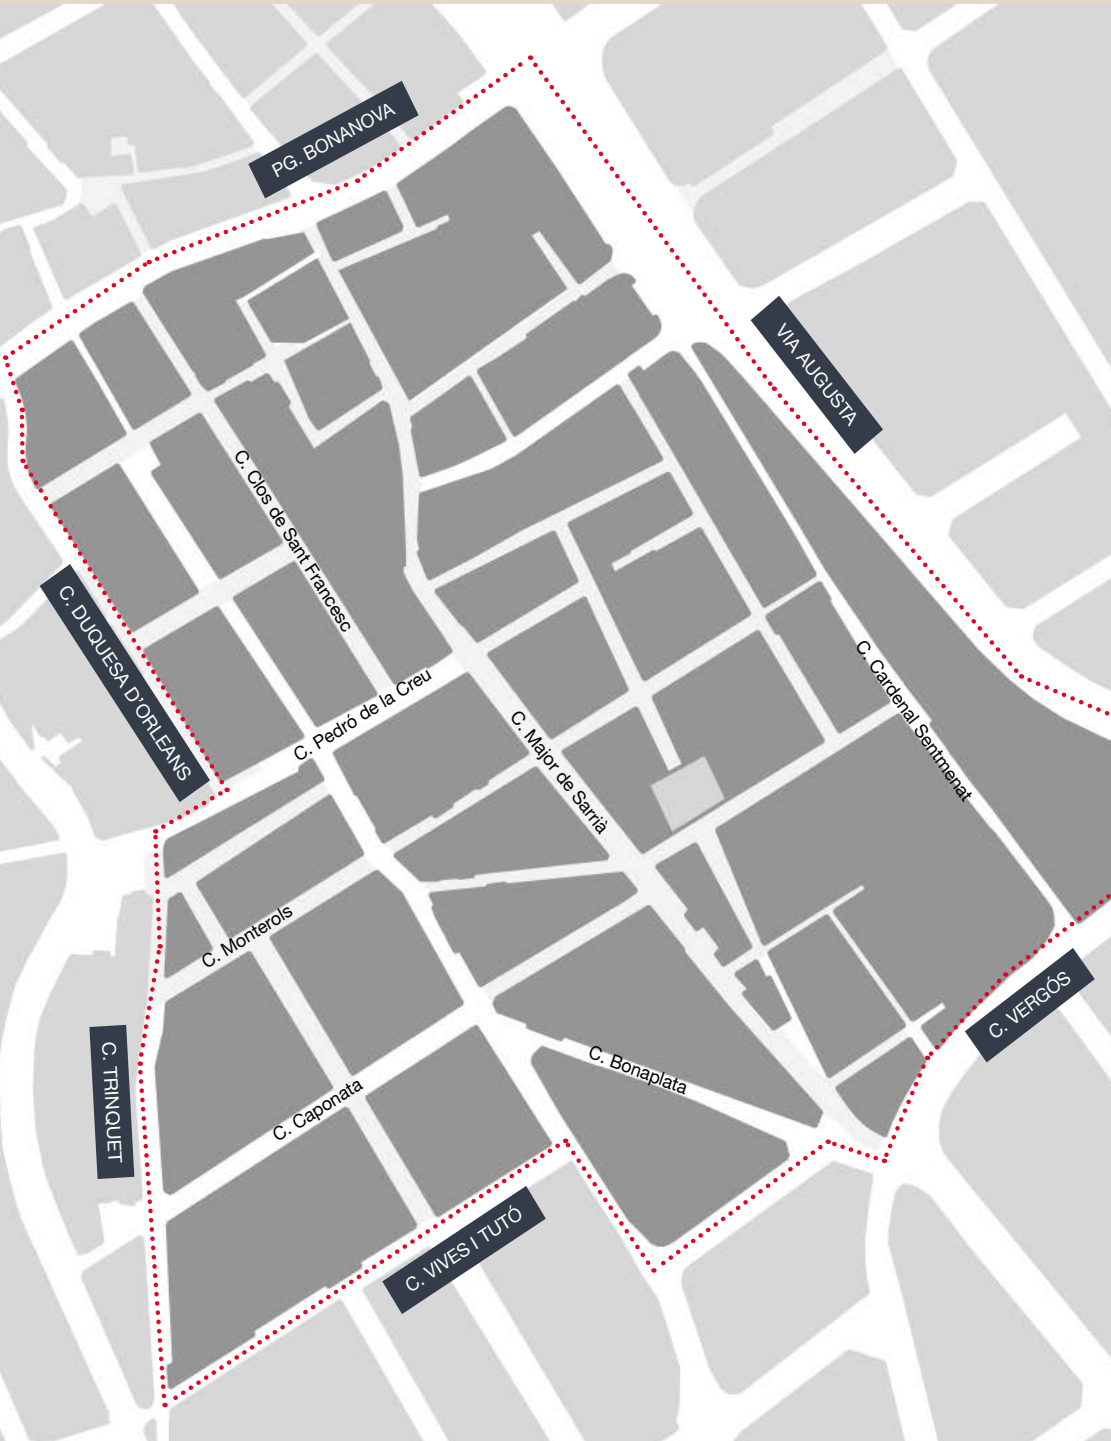 PG. BONANOVA
VIA AUGUSTA
C. Clos de Sant Francesc
C. DUQUESA D'ORLEANS
C. Pedró de la Creu
C. Cardenal Sentmenat
C. Major de Sarrià
C. Monterols
C. VERGÓS
C. TRINQUET
C. Bonaplata
C. Caponata
C. VIVES I TUTÓ